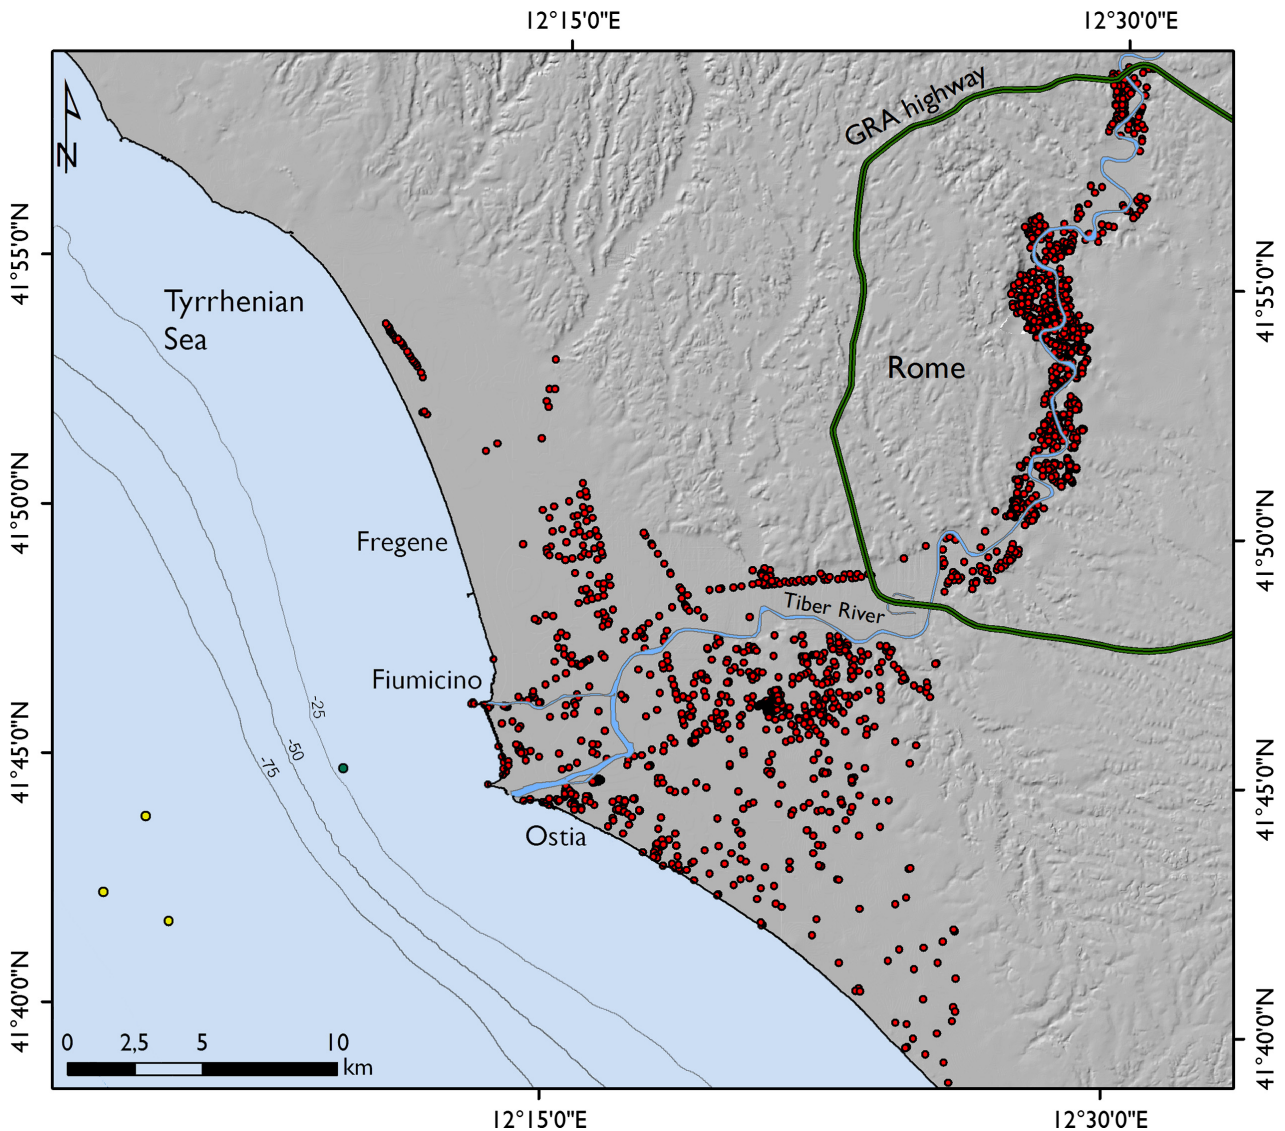 12°15'0"E
12°30'0"E
GRA highway
N
41°55'0"N
41°55'0"N
Tyrrhenian
Sea
Rome
41°50'0"N
41°50'0"N
Fregene
Tiber River
Fiumicino
-25
-50
-75
41°45'0"N
41°45'0"N
Ostia
41°40'0"N
41°40'0"N
0 2,5 5 10
km
12°15'0"E
12°30'0"E